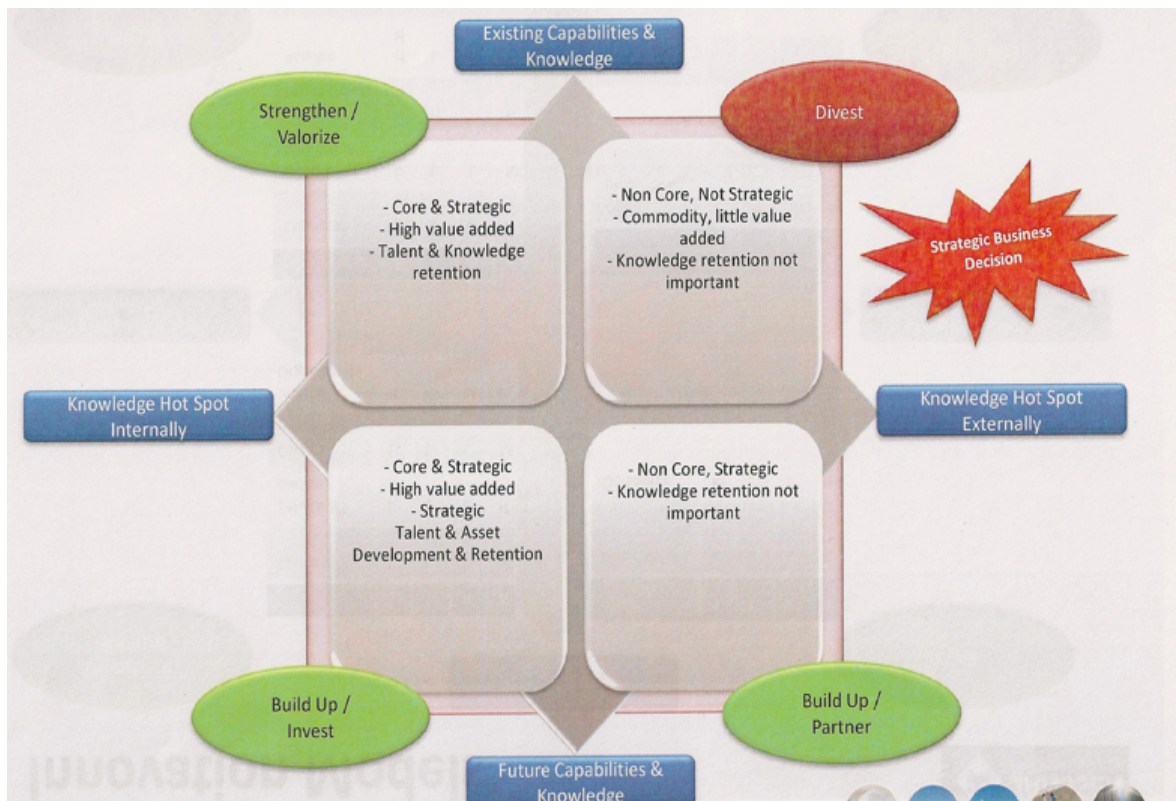 Existing Capabilities &
Knowledge
Strengthen /
Valorize
Divest
- Core & Strategic
- High value added
- Talent & Knowledge
retention
- Non Core, Not Strategic
- Commodity, little value
added
- Knowledge retention not
important
Strategic Business
Decision
Knowledge Hot Spot
Internally
Knowledge Hot Spot
Externally
- Core & Strategic
- High value added
- Strategic
Talent & Asset
Development & Retention
- Non Core, Strategic
- Knowledge retention not
important
Build Up /
Invest
Build Up /
Partner
Innovation Model
Future Capabilities &
Knowledge